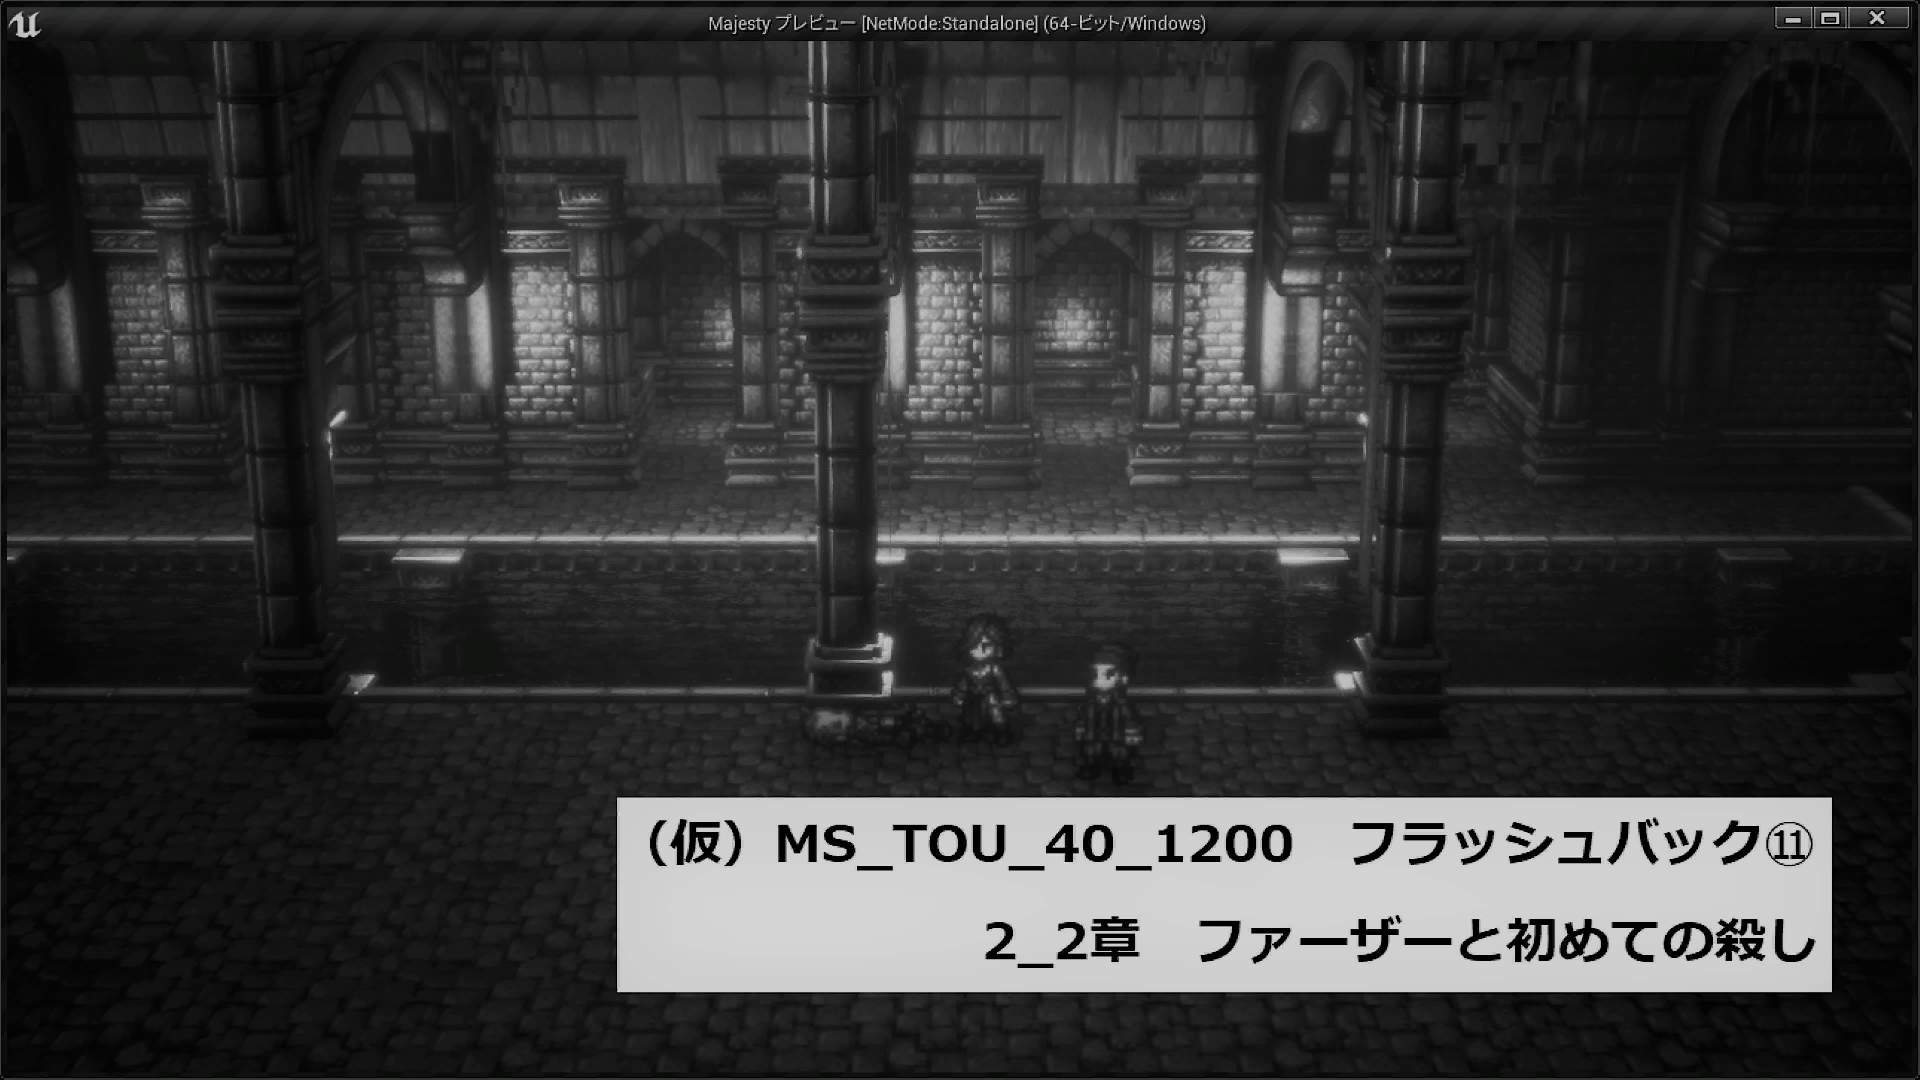 Majesty プレビュー [NetMode:Standalone] (64-ビット/Windows)
（仮）MS_TOU_40_1200　フラッシュバック⑪
2_2章　ファーザーと初めての殺し